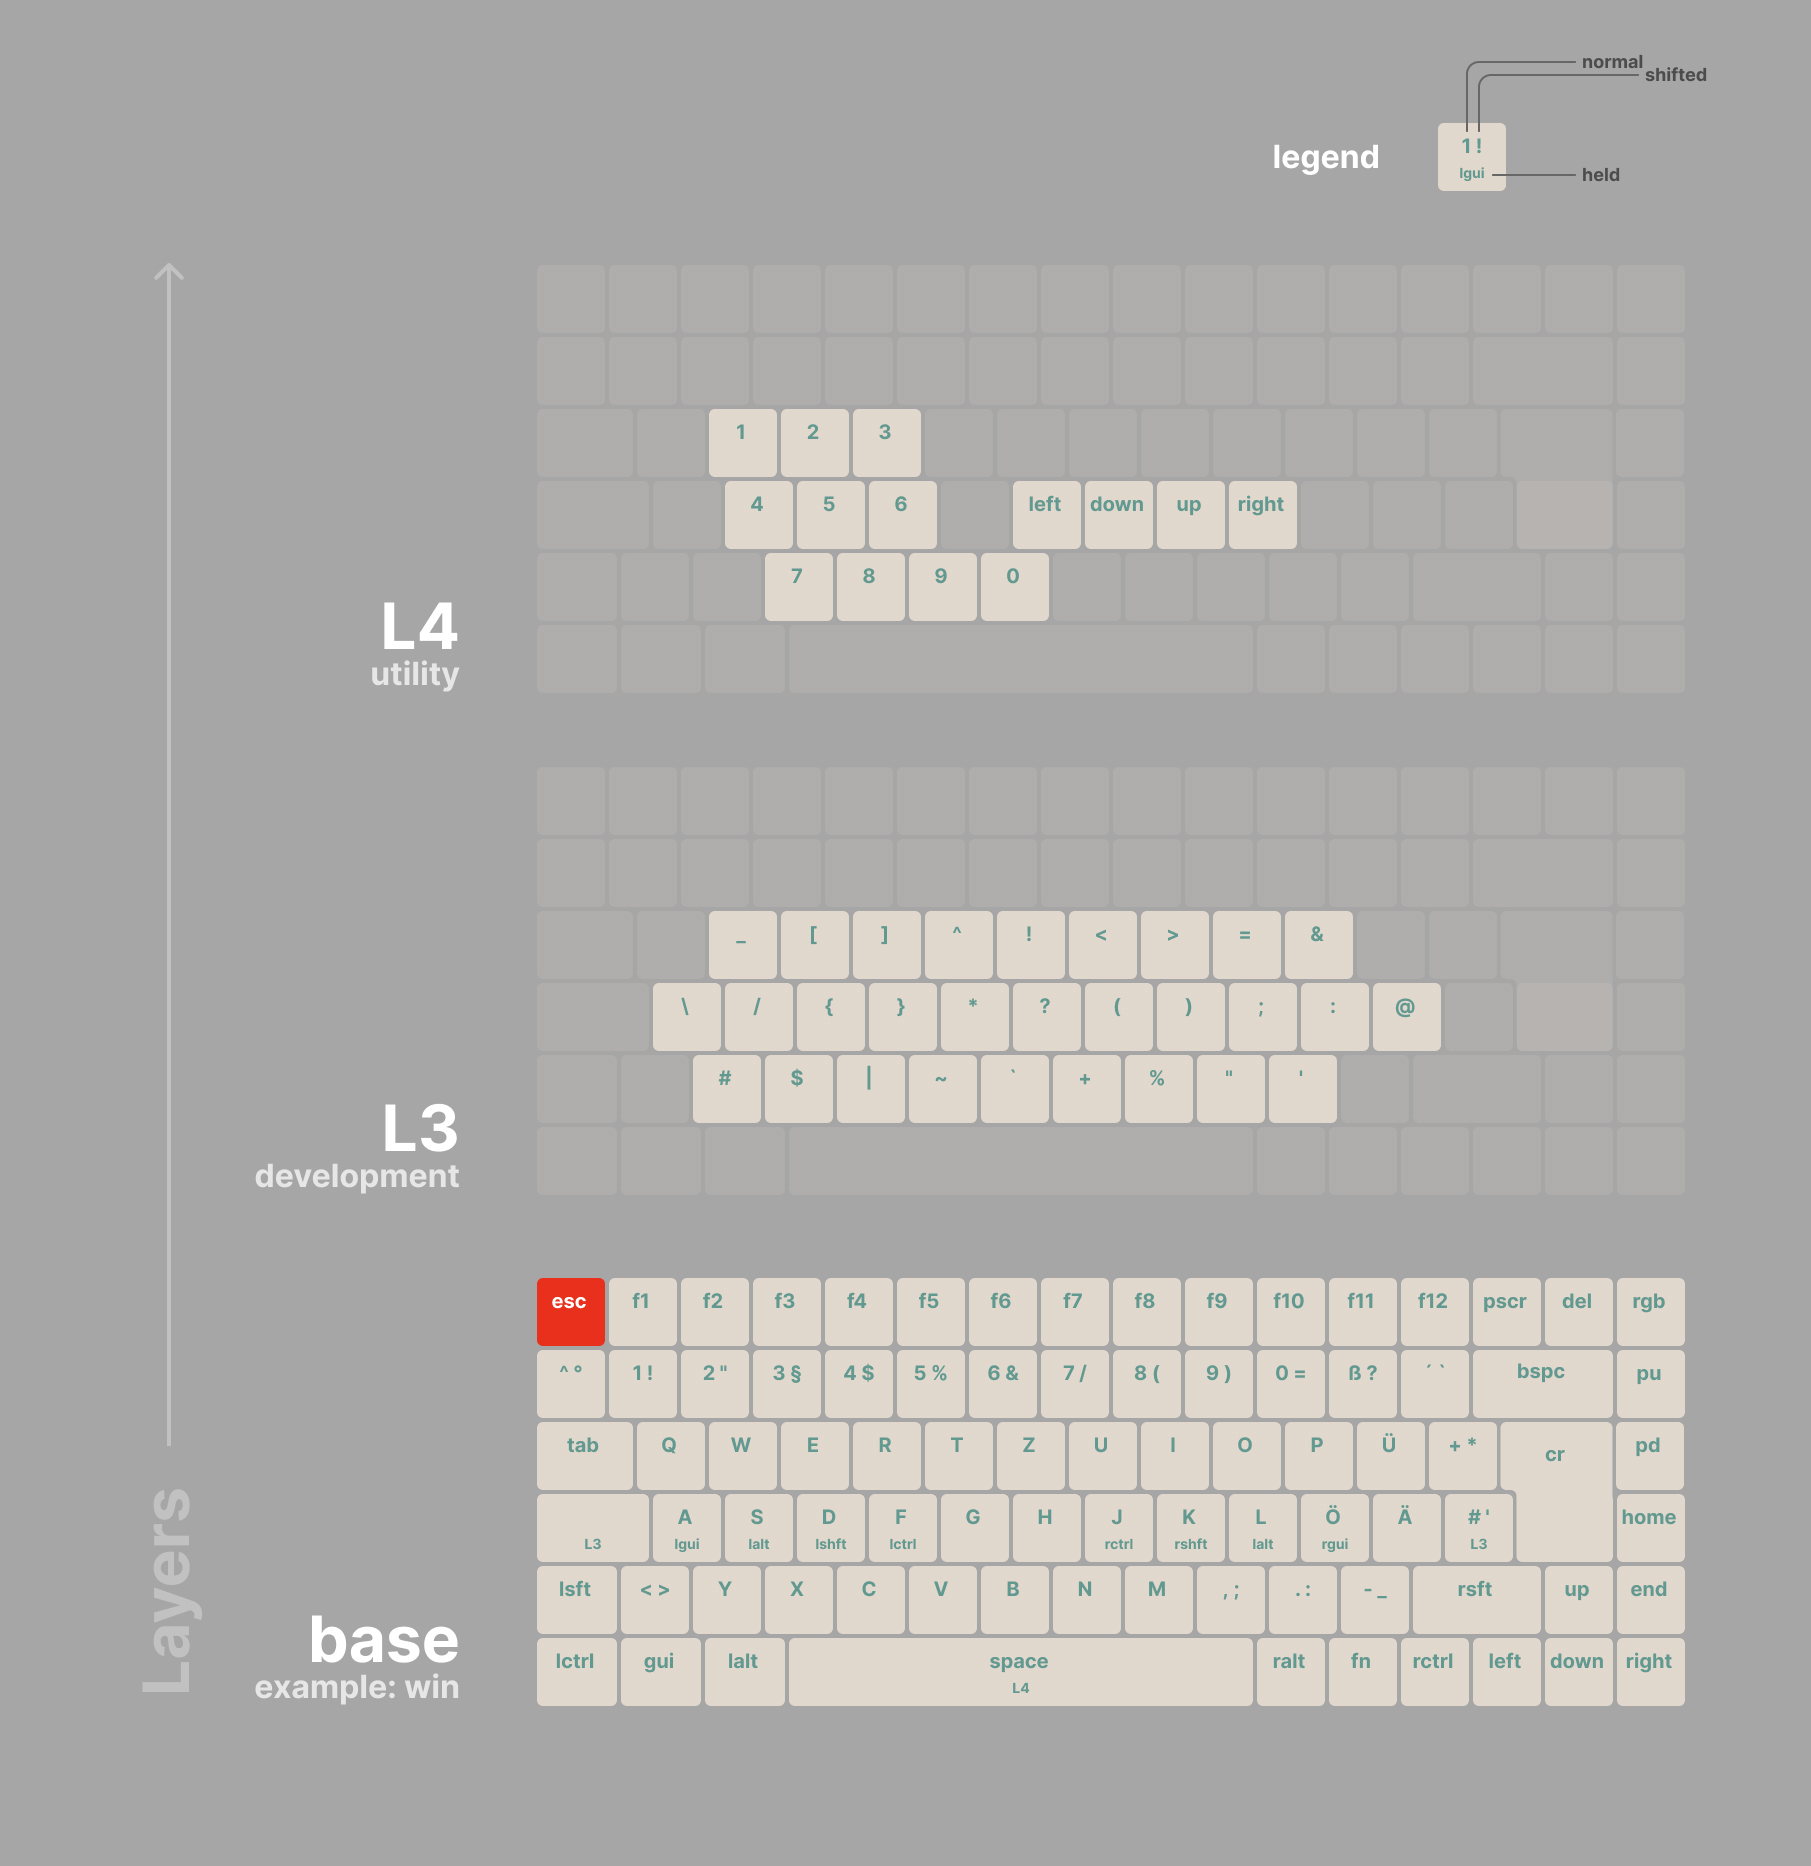 normal
shifted
legend
1 !
lgui
held
1 2 3
4 5 6 left down up right
7 8 9 0
L4
utility
_ [ ] ^ ! < > = &
\ / { } * ? ( ) ; : @
# $ | ~ ` + % " '
L3
development
esc f1 f2 f3 f4 f5 f6 f7 f8 f9 f10 f11 f12 pscr del rgb
^ ° 1 ! 2 " 3 § 4 $ 5 % 6 & 7 / 8 ( 9 ) 0 = ß ? ´ ` bspc pu
tab Q W E R T Z U I O P Ü + * cr pd
A S D F G H J K L Ö Ä # ' home
L3 lgui lalt lshft lctrl rctrl rshft lalt rgui L3
lsft < > Y X C V B N M , ; . : - _ rsft up end
lctrl gui lalt space ralt fn rctrl left down right
L4
base
example: win
Layers